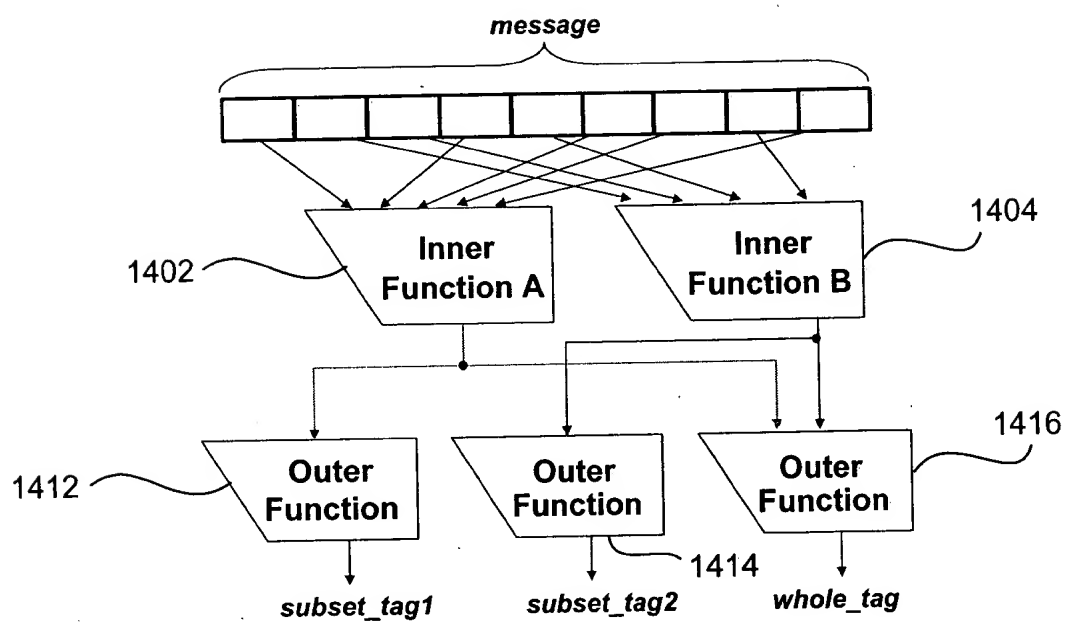 message
1404
1402
Inner
Function A
Inner
Function B
1416
1412
Outer
Function
Outer
Function
Outer
Function
1414
subset_tag1
subset_tag2
whole_tag